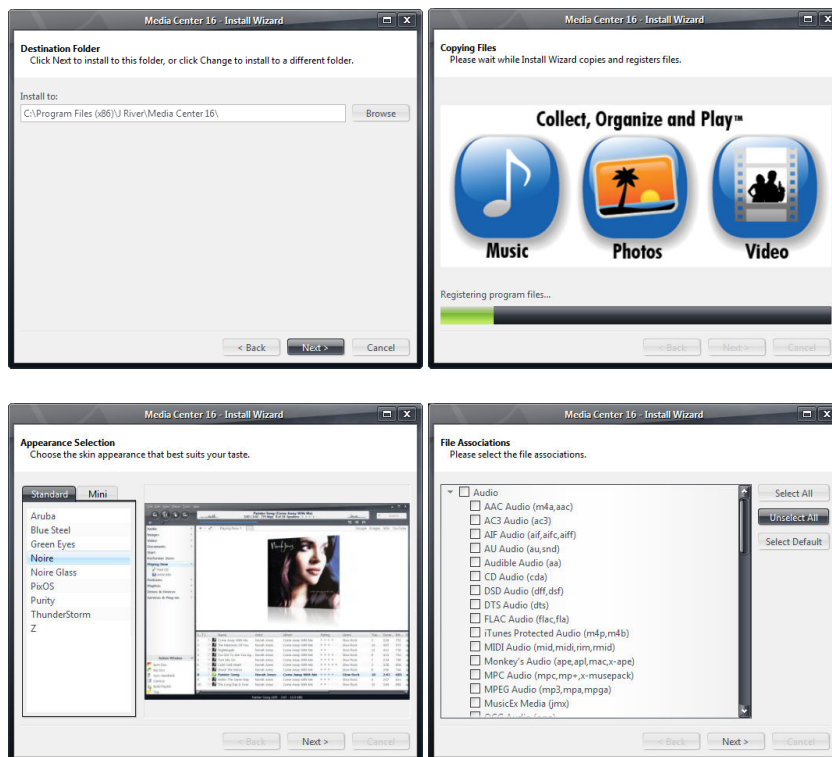 Media Center 16 - Install Wizard
Destination Folder
Click Next to install to this folder, or click Change to install to a different folder.
Install to:
C:\Program Files (x86)\J River\Media Center 16\
Browse
< Back
Next >
Cancel
Media Center 16 - Install Wizard
Copying Files
Please wait while Install Wizard copies and registers files.
Collect, Organize and Play™
Music
Photos
Video
Registering program files...
< Back
Next >
Cancel
Media Center 16 - Install Wizard
Appearance Selection
Choose the skin appearance that best suits your taste.
Standard
Mini
Aruba
Blue Steel
Green Eyes
Noire
Noire Glass
PixOS
Purity
ThunderStorm
Z
< Back
Next >
Cancel
Media Center 16 - Install Wizard
File Associations
Please select the file associations.
Audio
AAC Audio (m4a,aac)
AC3 Audio (ac3)
AIF Audio (aif,aifc,aiff)
AU Audio (au,snd)
Audible Audio (aa)
CD Audio (cda)
DSD Audio (dff,dsf)
DTS Audio (dts)
FLAC Audio (flac,fla)
iTunes Protected Audio (m4p,m4b)
MIDI Audio (mid,midi,rim,rmid)
Monkey's Audio (ape,apl,mac,x-ape)
MPC Audio (mpc,mp+,x-musepack)
MPEG Audio (mp3,mpa,mpga)
MusicEx Media (jmx)
Select All
Unselect All
Select Default
< Back
Next >
Cancel